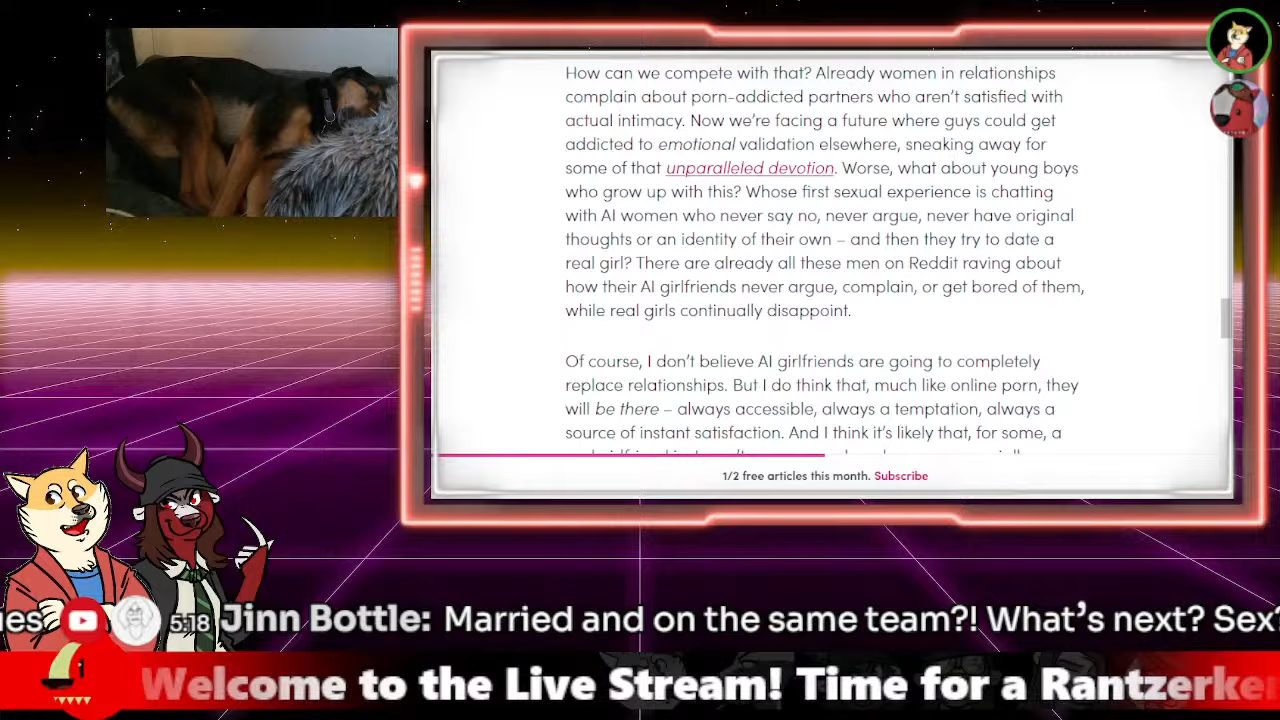 How can we compete with that? Already women in relationships
complain about porn-addicted partners who aren't satisfied with
actual intimacy. Now we're facing a future where guys could get
addicted to emotional validation elsewhere, sneaking away for
some of that unparalleled devotion. Worse, what about young boys
who grow up with this? Whose first sexual experience is chatting
with AI women who never say no, never argue, never have original
thoughts or an identity of their own – and then they try to date a
real girl? There are already all these men on Reddit raving about
how their AI girlfriends never argue, complain, or get bored of them,
while real girls continually disappoint.
Of course, I don't believe AI girlfriends are going to completely
replace relationships. But I do think that, much like online porn, they
will be there – always accessible, always a temptation, always a
source of instant satisfaction. And I think it's likely that, for some, a
1/2 free articles this month. Subscribe
5:18 Jinn Bottle: Married and on the same team?! What's next? Sex?
Welcome to the Live Stream! Time for a Rantzerke